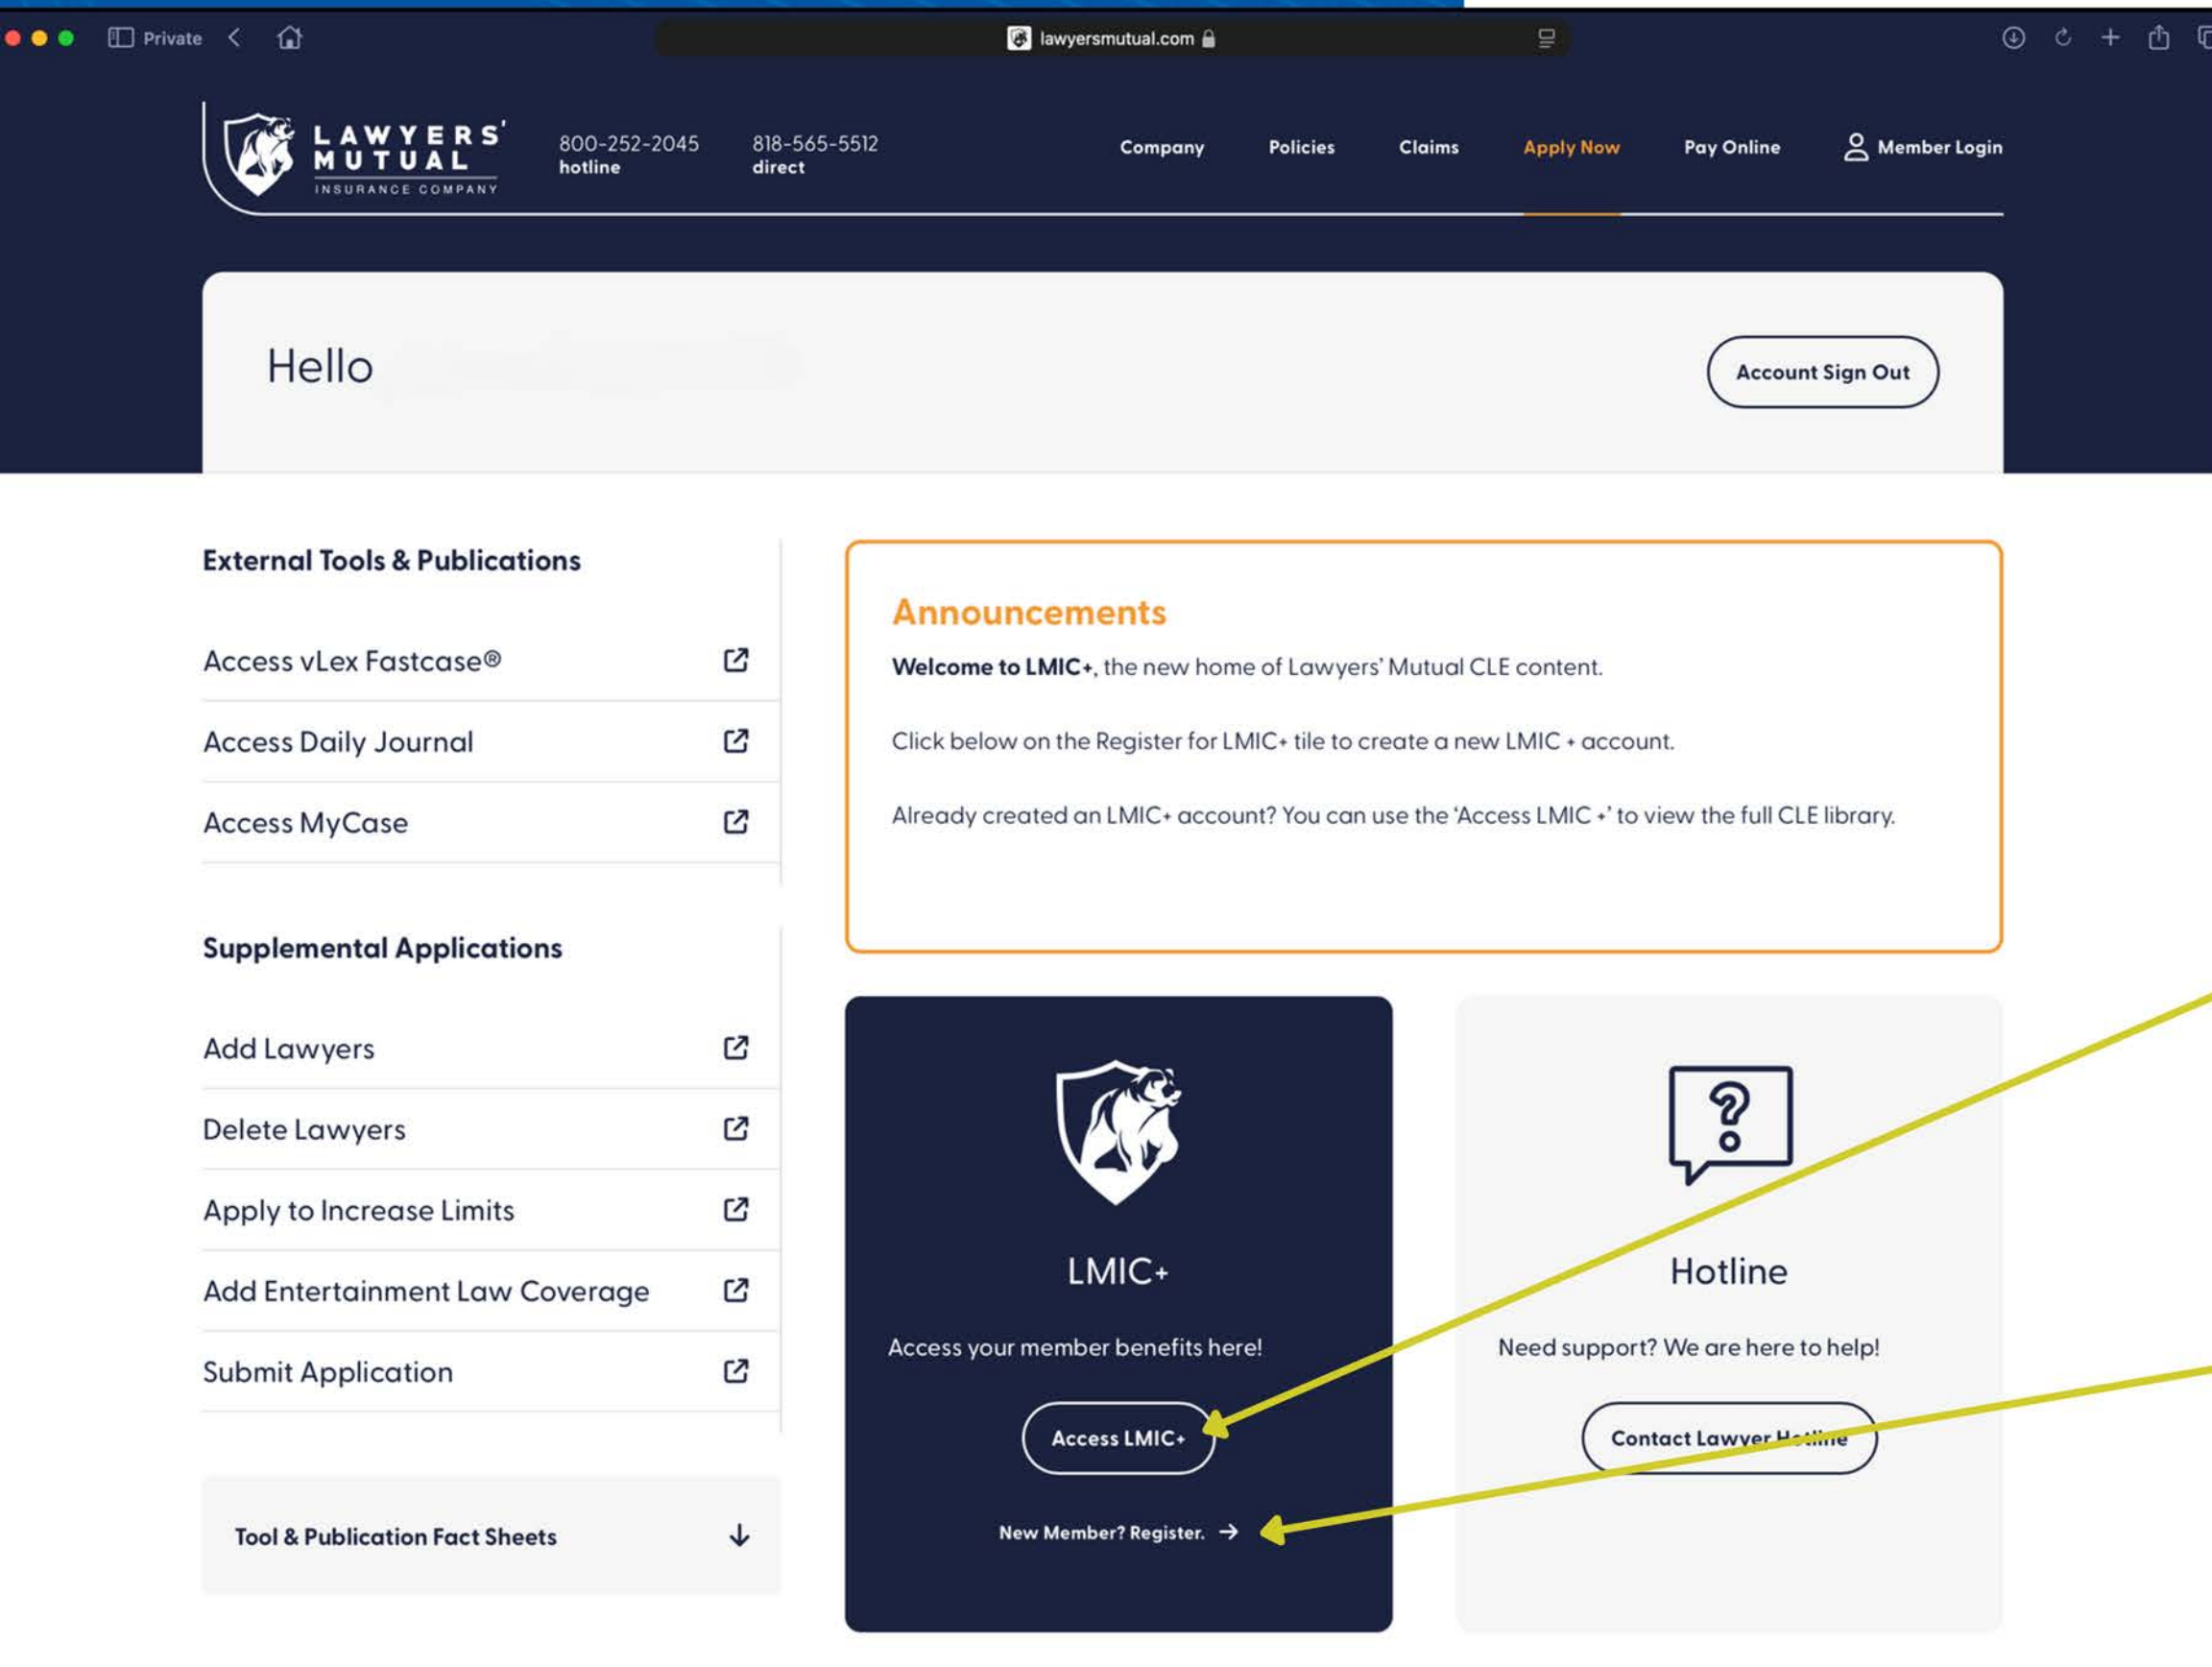 Private
lawyersmutual.com
LAWYERS'
MUTUAL
INSURANCE COMPANY
800-252-2045
hotline
818-565-5512
direct
Company
Policies
Claims
Apply Now
Pay Online
Member Login
Hello
Account Sign Out
External Tools & Publications
Access vLex Fastcase®
Access Daily Journal
Access MyCase
Supplemental Applications
Add Lawyers
Delete Lawyers
Apply to Increase Limits
Add Entertainment Law Coverage
Submit Application
Tool & Publication Fact Sheets
Announcements
Welcome to LMIC+, the new home of Lawyers' Mutual CLE content.
Click below on the Register for LMIC+ tile to create a new LMIC + account.
Already created an LMIC+ account? You can use the 'Access LMIC +' to view the full CLE library.
LMIC+
Access your member benefits here!
Access LMIC+
New Member? Register. →
Hotline
Need support? We are here to help!
Contact Lawyer Hotline